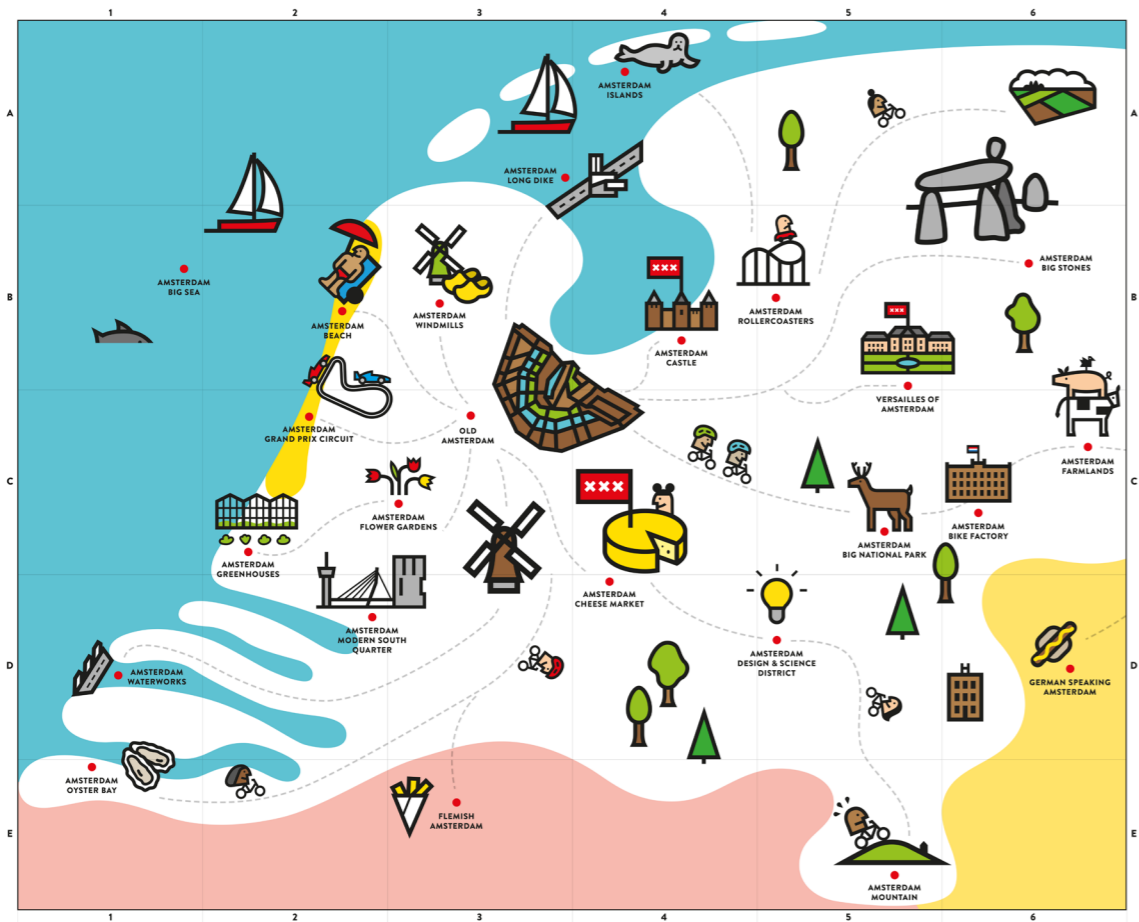 1 2 3 4 5 6
A
A
AMSTERDAM
ISLANDS
AMSTERDAM
LONG DIKE
AMSTERDAM
BIG SEA
AMSTERDAM
BEACH
AMSTERDAM
WINDMILLS
XXX
AMSTERDAM
CASTLE
AMSTERDAM
ROLLERCOASTERS
AMSTERDAM
BIG STONES
B
B
XXX
VERSAILLES OF
AMSTERDAM
AMSTERDAM
GRAND PRIX CIRCUIT
OLD
AMSTERDAM
AMSTERDAM
FARMLANDS
C
C
XXX
AMSTERDAM
FLOWER GARDENS
AMSTERDAM
GREENHOUSES
AMSTERDAM
CHEESE MARKET
AMSTERDAM
BIG NATIONAL PARK
AMSTERDAM
BIKE FACTORY
AMSTERDAM
MODERN SOUTH
QUARTER
D
D
AMSTERDAM
WATERWORKS
AMSTERDAM
DESIGN & SCIENCE
DISTRICT
GERMAN SPEAKING
AMSTERDAM
AMSTERDAM
OYSTER BAY
E
E
FLEMISH
AMSTERDAM
AMSTERDAM
MOUNTAIN
1 2 3 4 5 6